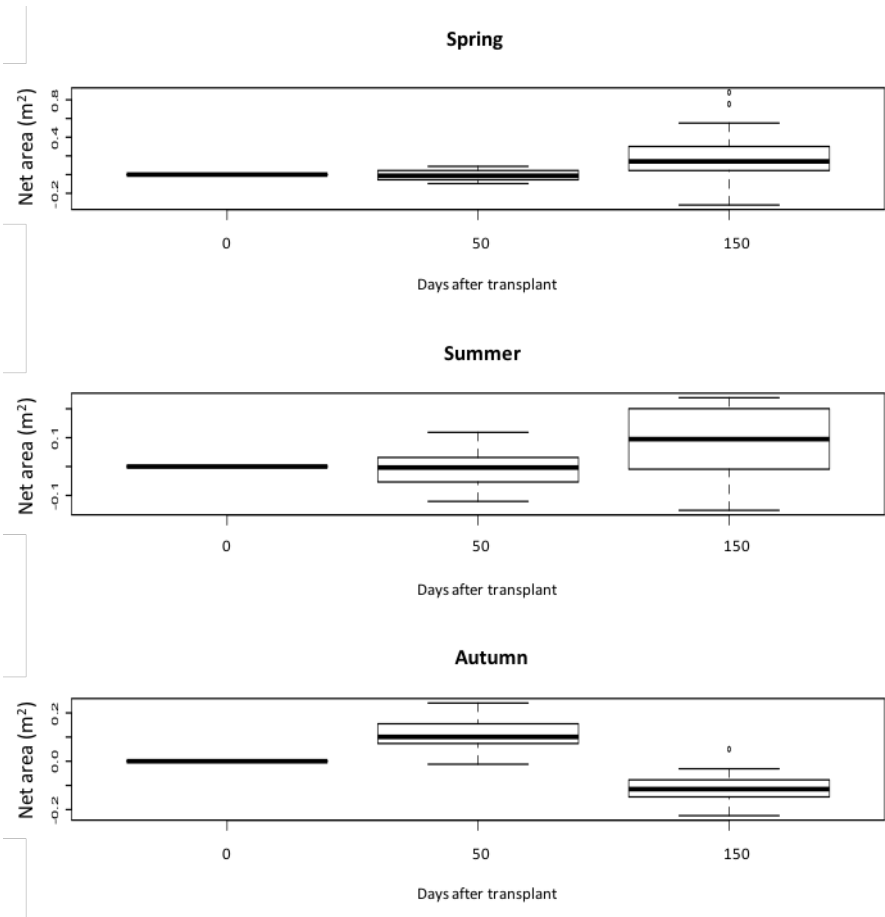 Spring
Net area (m²)
0.8
0.4
-0.2
0 50 150
Days after transplant
Summer
Net area (m²)
0.1
-0.1
0 50 150
Days after transplant
Autumn
Net area (m²)
0.2
0.0
-0.2
0 50 150
Days after transplant